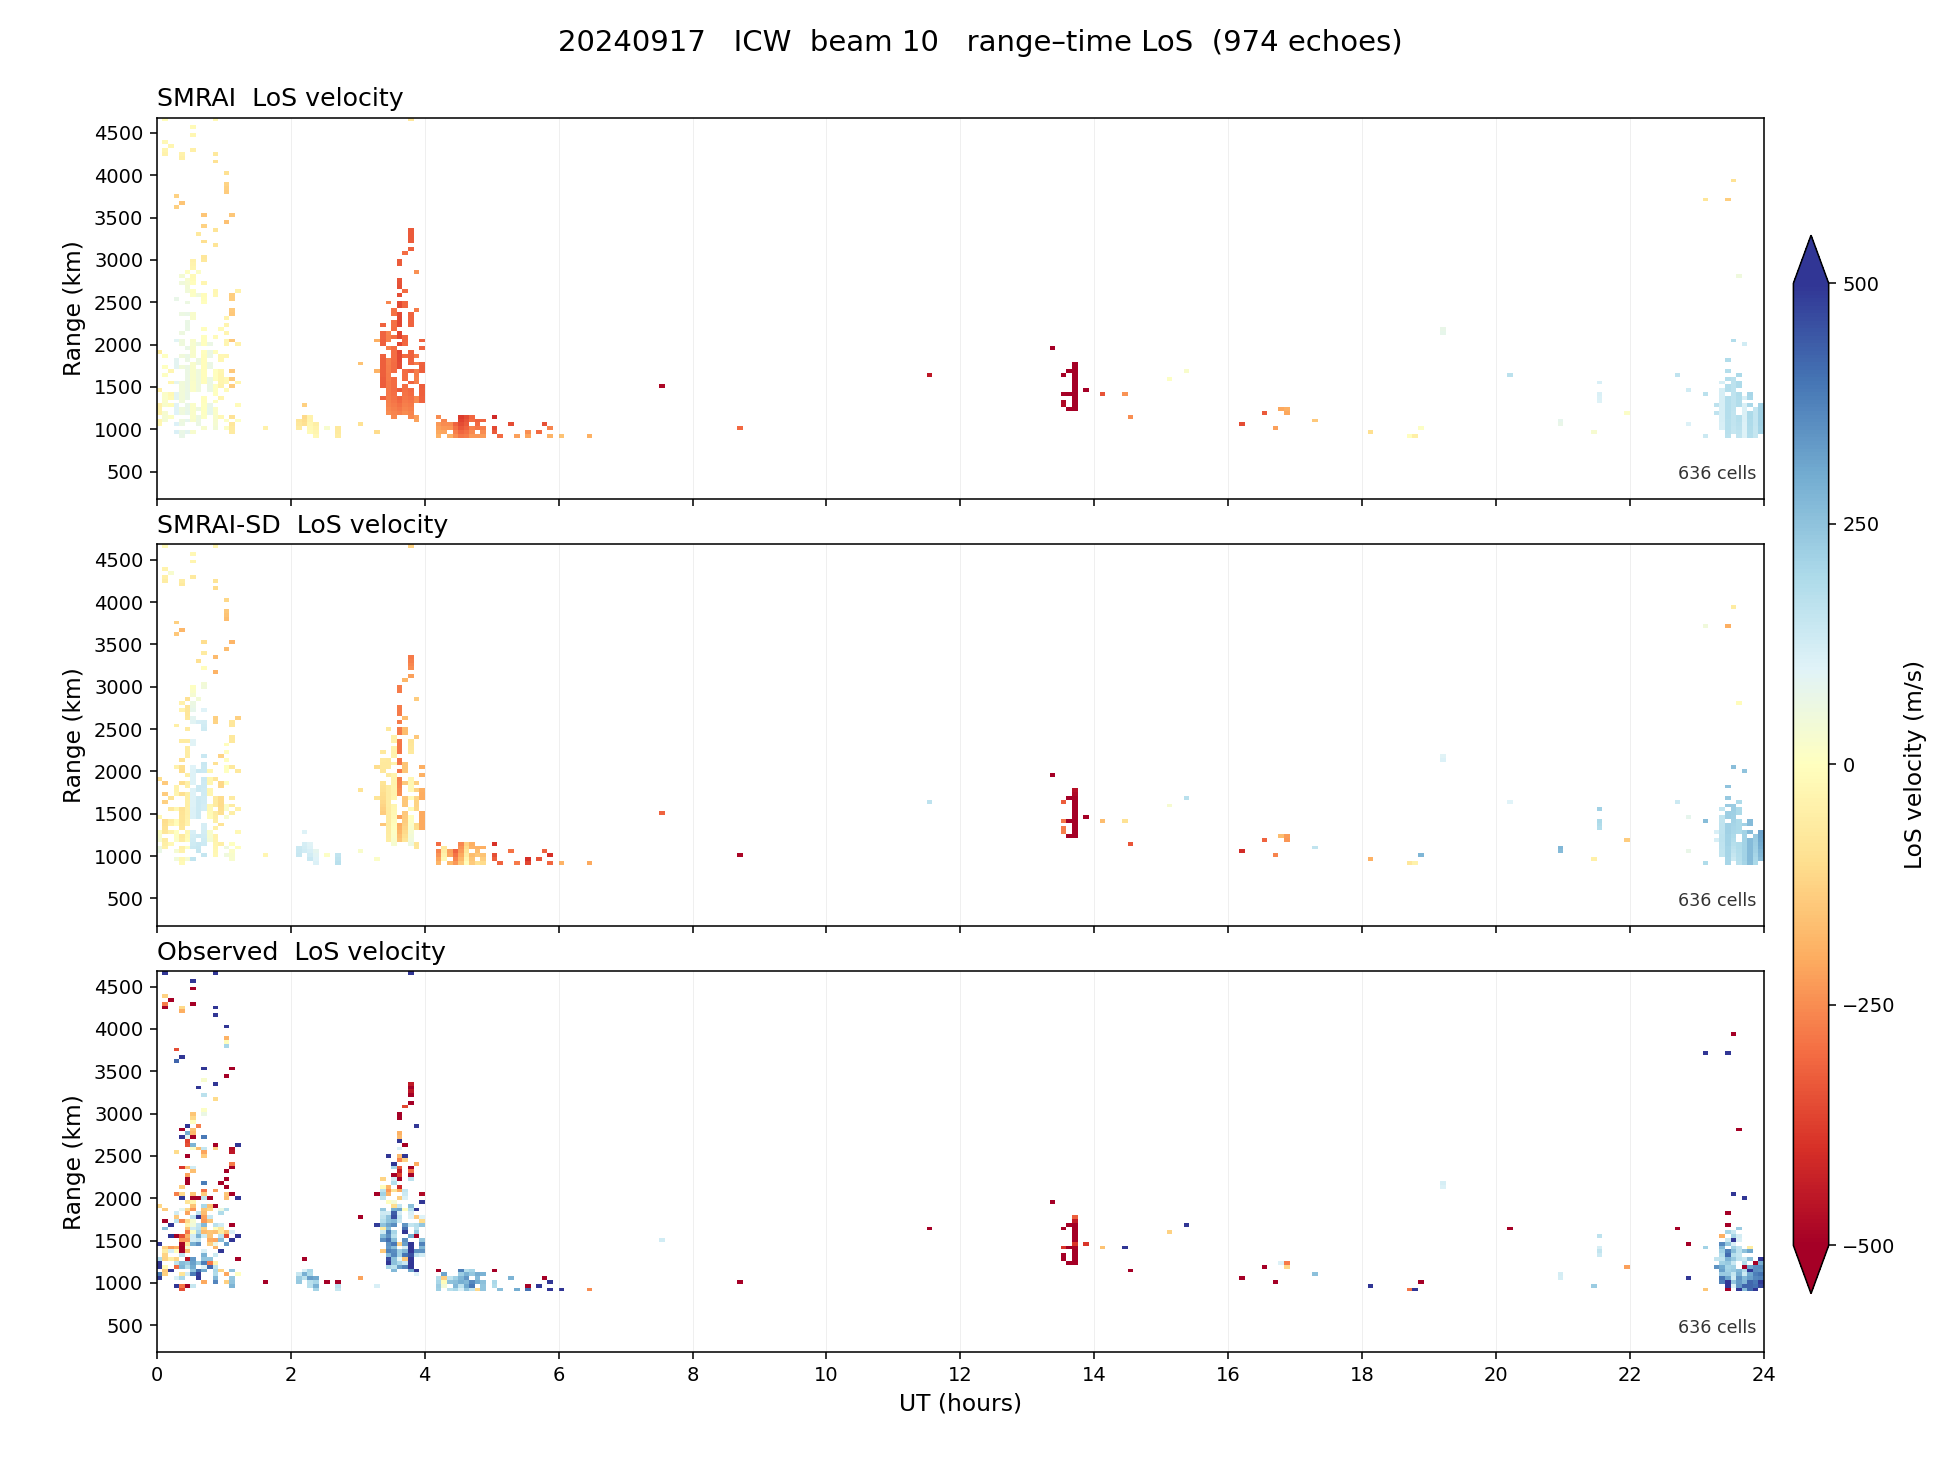 20240917   ICW  beam 10   range–time LoS  (974 echoes)
SMRAI  LoS velocity
4500
4000
3500
3000
2500
2000
1500
1000
500
Range (km)
636 cells
SMRAI-SD  LoS velocity
4500
4000
3500
3000
2500
2000
1500
1000
500
Range (km)
636 cells
Observed  LoS velocity
4500
4000
3500
3000
2500
2000
1500
1000
500
Range (km)
636 cells
0 2 4 6 8 10 12 14 16 18 20 22 24
UT (hours)
500
250
0
−250
−500
LoS velocity (m/s)